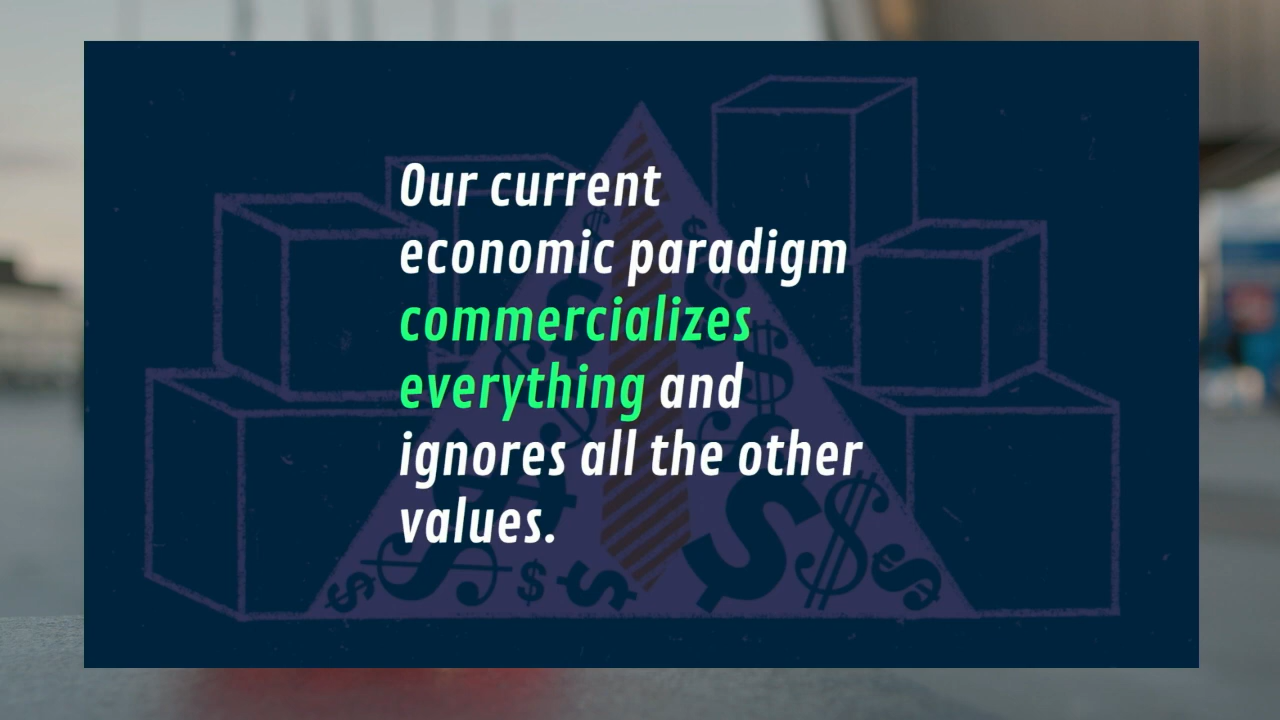 Our current
economic paradigm
commercializes
everything and
ignores all the other
values.